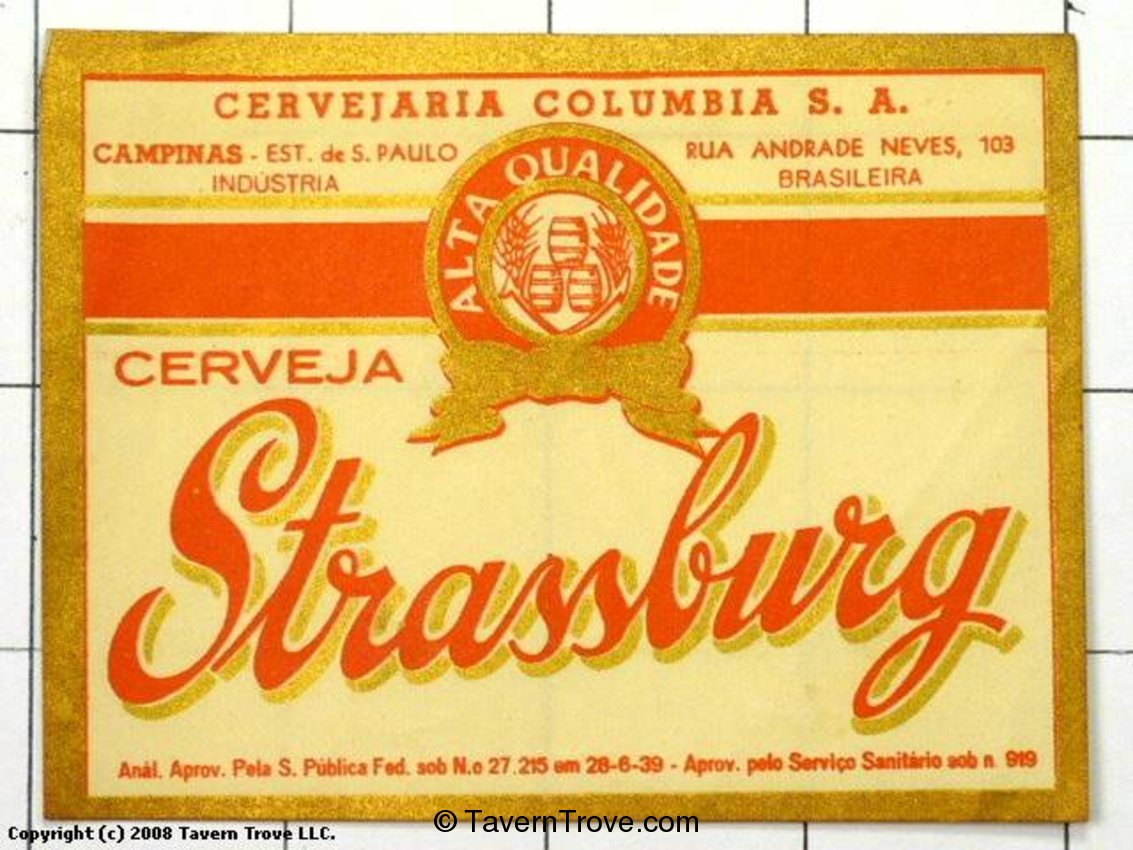 CERVEJARIA COLUMBIA S. A.
CAMPINAS - EST. de S. PAULO
RUA ANDRADE NEVES, 103
INDÚSTRIA
BRASILEIRA
ALTA QUALIDADE
CERVEJA
Strassburg
Anál. Aprov. Pela S. Pública Fed. sob N.o 27.215 em 28-6-39 - Aprov. pelo Serviço Sanitário sob n. 919
© TavernTrove.com
Copyright (c) 2008 Tavern Trove LLC.